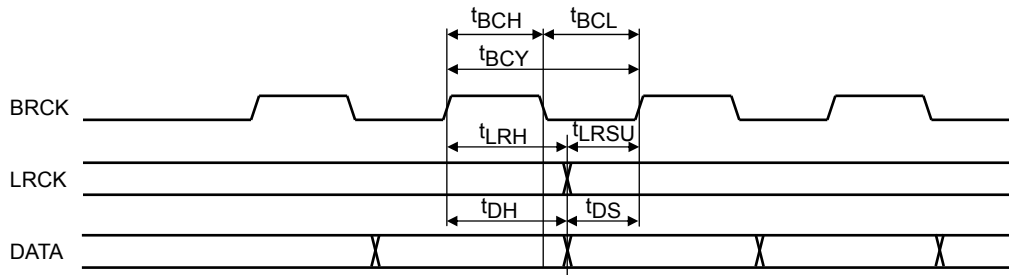 tBCH tBCL
tBCY
BRCK
tLRH tLRSU
LRCK
tDH tDS
DATA